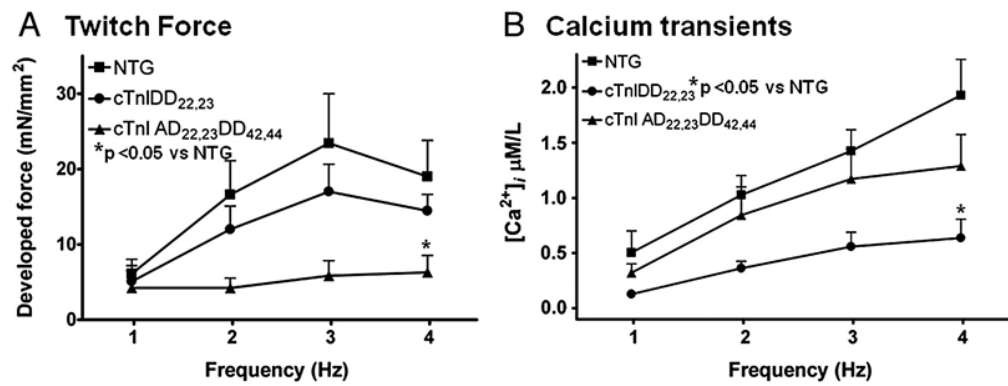 A Twitch Force
NTG
cTnIDD22,23
cTnI AD22,23DD42,44
*p <0.05 vs NTG
Developed force (mN/mm²)
30
20
10
0
*
1 2 3 4
Frequency (Hz)
B Calcium transients
NTG
cTnIDD22,23 *p <0.05 vs NTG
cTnI AD22,23DD42,44
[Ca2+]i µM/L
2.0
1.5
1.0
0.5
0.0
*
1 2 3 4
Frequency (Hz)